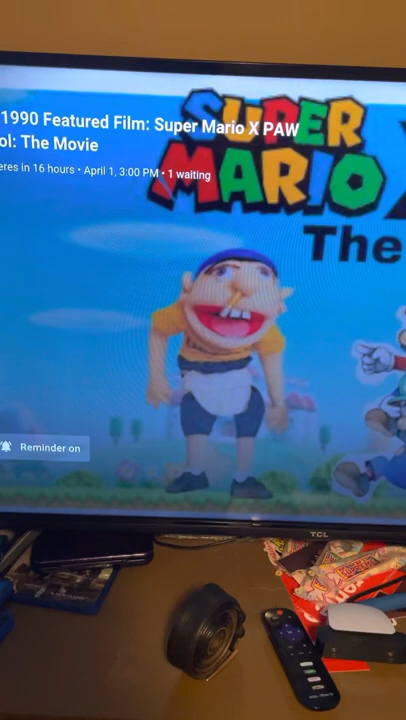 1990 Featured Film: Super Mario X PAW
ol: The Movie
eres in 16 hours • April 1, 3:00 PM • 1 waiting
SUPER
MARIO
The
Reminder on
TCL